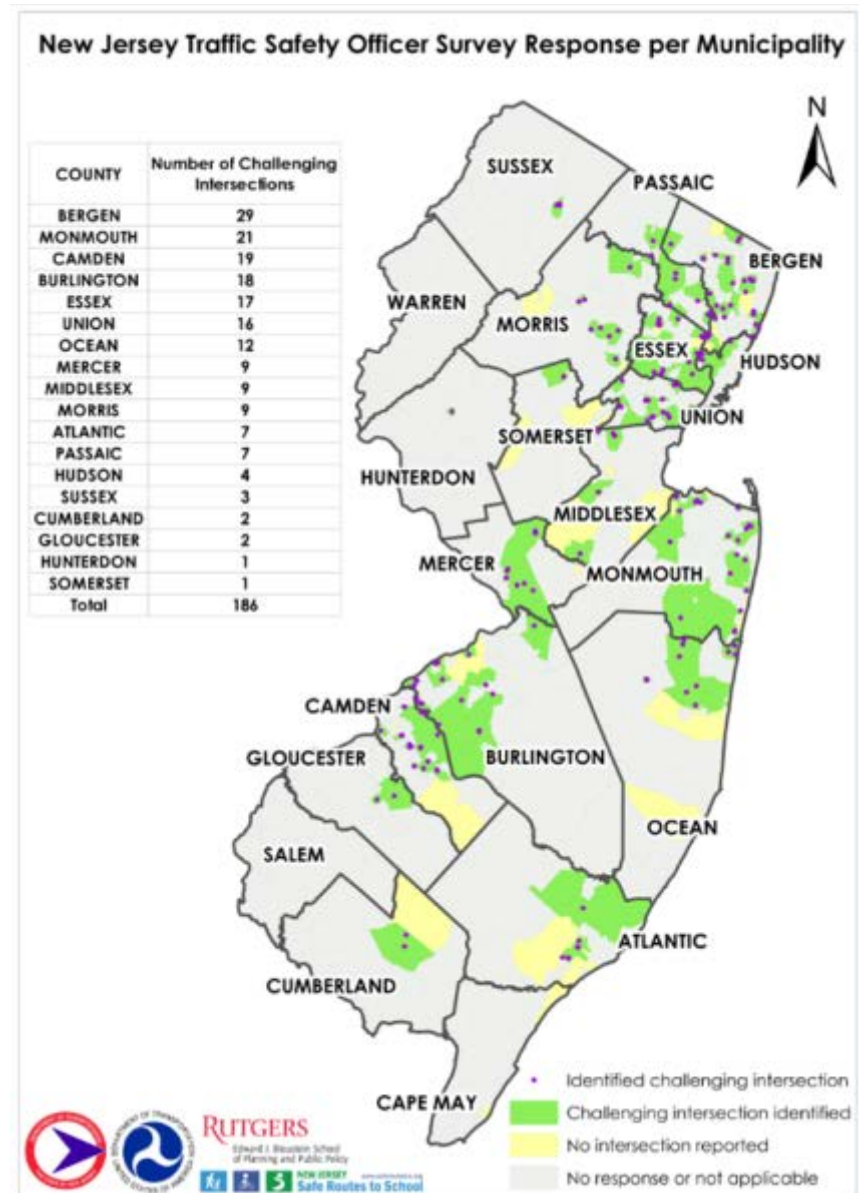 New Jersey Traffic Safety Officer Survey Response per Municipality
N
COUNTY Number of Challenging Intersections
BERGEN 29
MONMOUTH 21
CAMDEN 19
BURLINGTON 18
ESSEX 17
UNION 16
OCEAN 12
MERCER 9
MIDDLESEX 9
MORRIS 9
ATLANTIC 7
PASSAIC 7
HUDSON 4
SUSSEX 3
CUMBERLAND 2
GLOUCESTER 2
HUNTERDON 1
SOMERSET 1
Total 186
SUSSEX
PASSAIC
BERGEN
WARREN
MORRIS
ESSEX
HUDSON
UNION
SOMERSET
HUNTERDON
MIDDLESEX
MERCER
MONMOUTH
CAMDEN
GLOUCESTER
BURLINGTON
OCEAN
SALEM
ATLANTIC
CUMBERLAND
CAPE MAY
Identified challenging intersection
Challenging intersection identified
No intersection reported
No response or not applicable
RUTGERS
Edward J. Bloustein School
of Planning and Public Policy
NEW JERSEY
Safe Routes to School